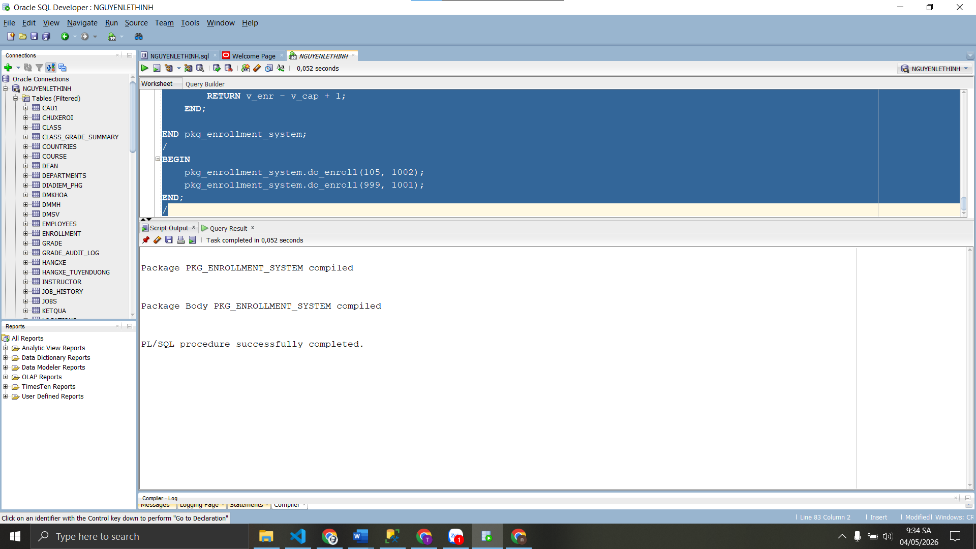 Oracle SQL Developer : NGUYENLETHINH
File Edit View Navigate Run Source Team Tools Window Help
Connections
Oracle Connections
NGUYENLETHINH
Tables (Filtered)
CAU1
CHUXEROI
CLASS
CLASS_GRADE_SUMMARY
COUNTRIES
COURSE
DEAN
DEPARTMENTS
DIADIEM_PHG
DMKHOA
DMMH
DMSV
EMPLOYEES
ENROLLMENT
GRADE
GRADE_AUDIT_LOG
HANGXE
HANGXE_TUYENDUONG
INSTRUCTOR
JOB_HISTORY
JOBS
KETQUA
Reports
All Reports
Analytic View Reports
Data Dictionary Reports
Data Modeler Reports
OLAP Reports
TimesTen Reports
User Defined Reports
NGUYENLETHINH.sql Welcome Page NGUYENLETHINH
0,052 seconds
NGUYENLETHINH
Worksheet Query Builder
RETURN v_enr - v_cap + 1;
END;
END pkg_enrollment_system;
/
BEGIN
pkg_enrollment_system.do_enroll(105, 1002);
pkg_enrollment_system.do_enroll(999, 1001);
END;
/
Script Output × Query Result ×
Task completed in 0,052 seconds
Package PKG_ENROLLMENT_SYSTEM compiled
Package Body PKG_ENROLLMENT_SYSTEM compiled
PL/SQL procedure successfully completed.
Compiler - Log
Messages Logging Page Statements Compiler
Click on an identifier with the Control key down to perform "Go to Declaration"
Line 83 Column 2 Insert Modified Windows: CF
Type here to search
9:34 SA
04/05/2026